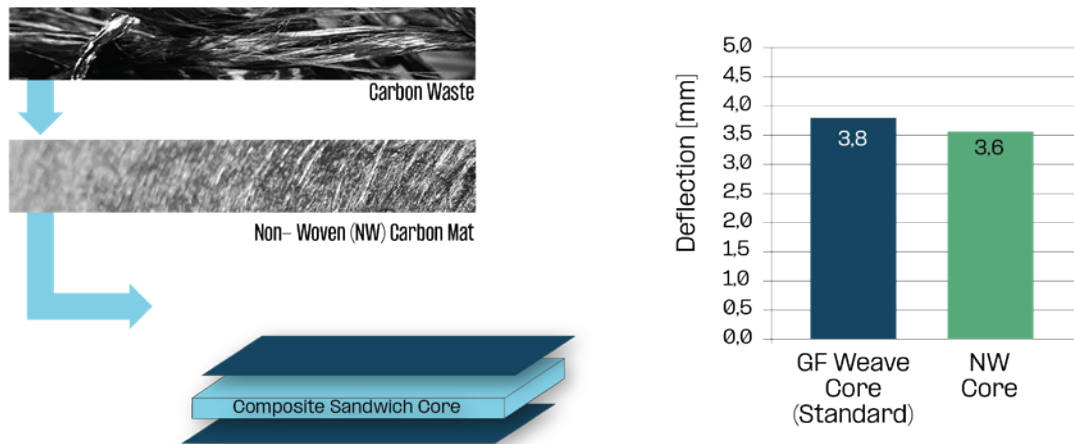 Carbon Waste
Non- Woven (NW) Carbon Mat
Composite Sandwich Core
Deflection [mm]
5,0
4,5
4,0
3,5
3,0
2,5
2,0
1,5
1,0
0,5
0,0
3,8
3,6
GF Weave
Core
(Standard)
NW
Core